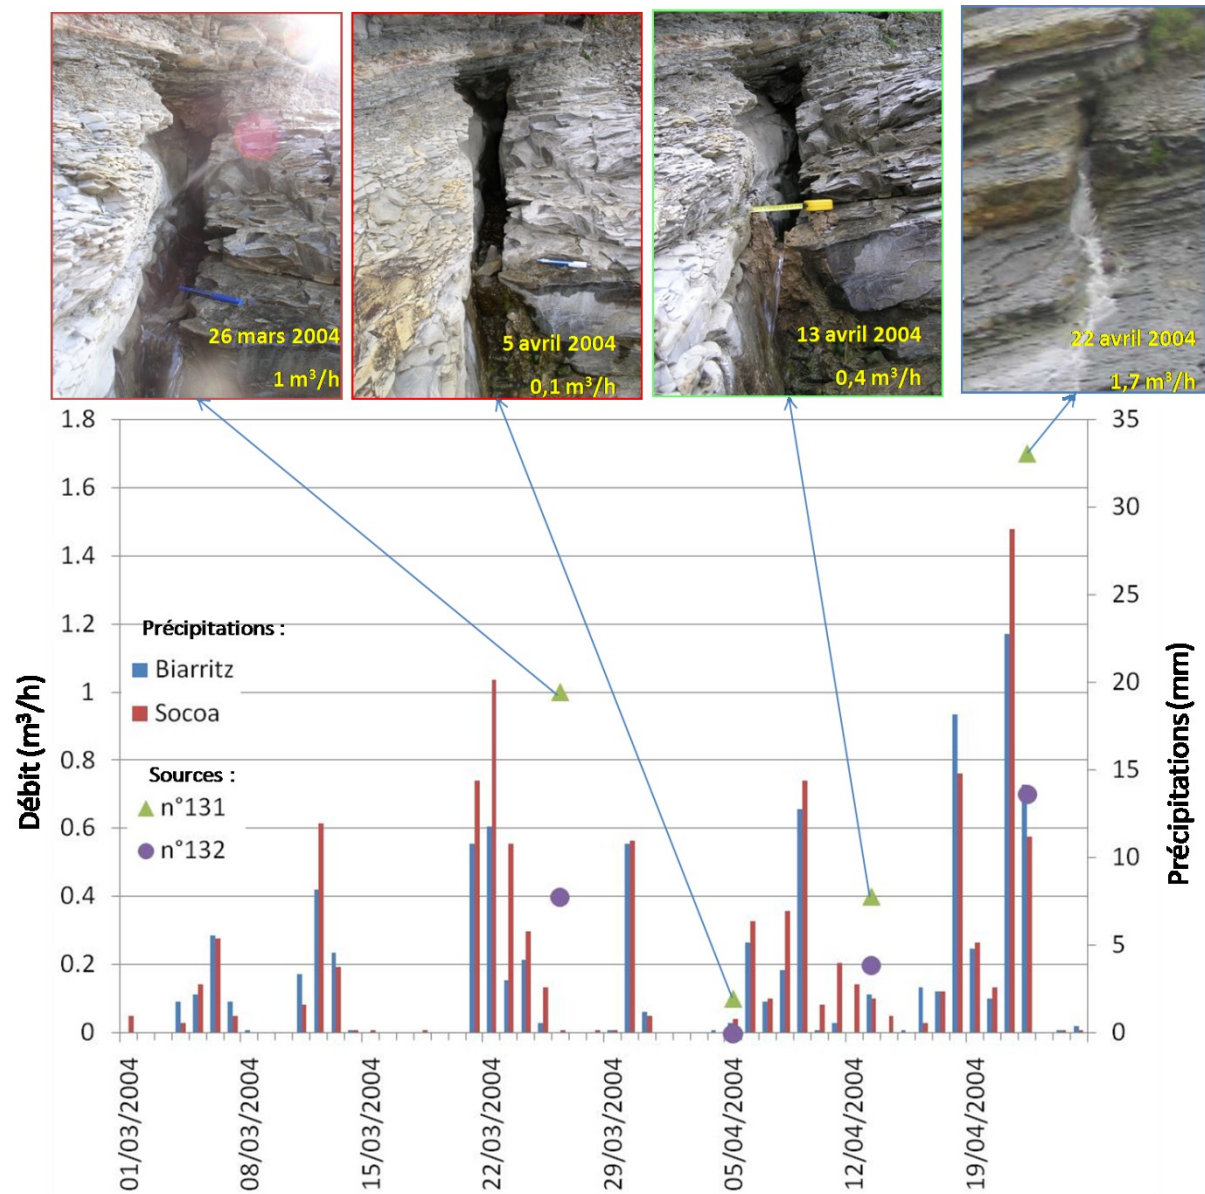 26 mars 2004
1 m³/h
5 avril 2004
0,1 m³/h
13 avril 2004
0,4 m³/h
22 avril 2004
1,7 m³/h
Débit (m³/h)
1.8
1.6
1.4
1.2
1
0.8
0.6
0.4
0.2
0
Précipitations :
Biarritz
Socoa
Sources :
n°131
n°132
35
30
25
20
15
10
5
0
Précipitations (mm)
01/03/2004
08/03/2004
15/03/2004
22/03/2004
29/03/2004
05/04/2004
12/04/2004
19/04/2004